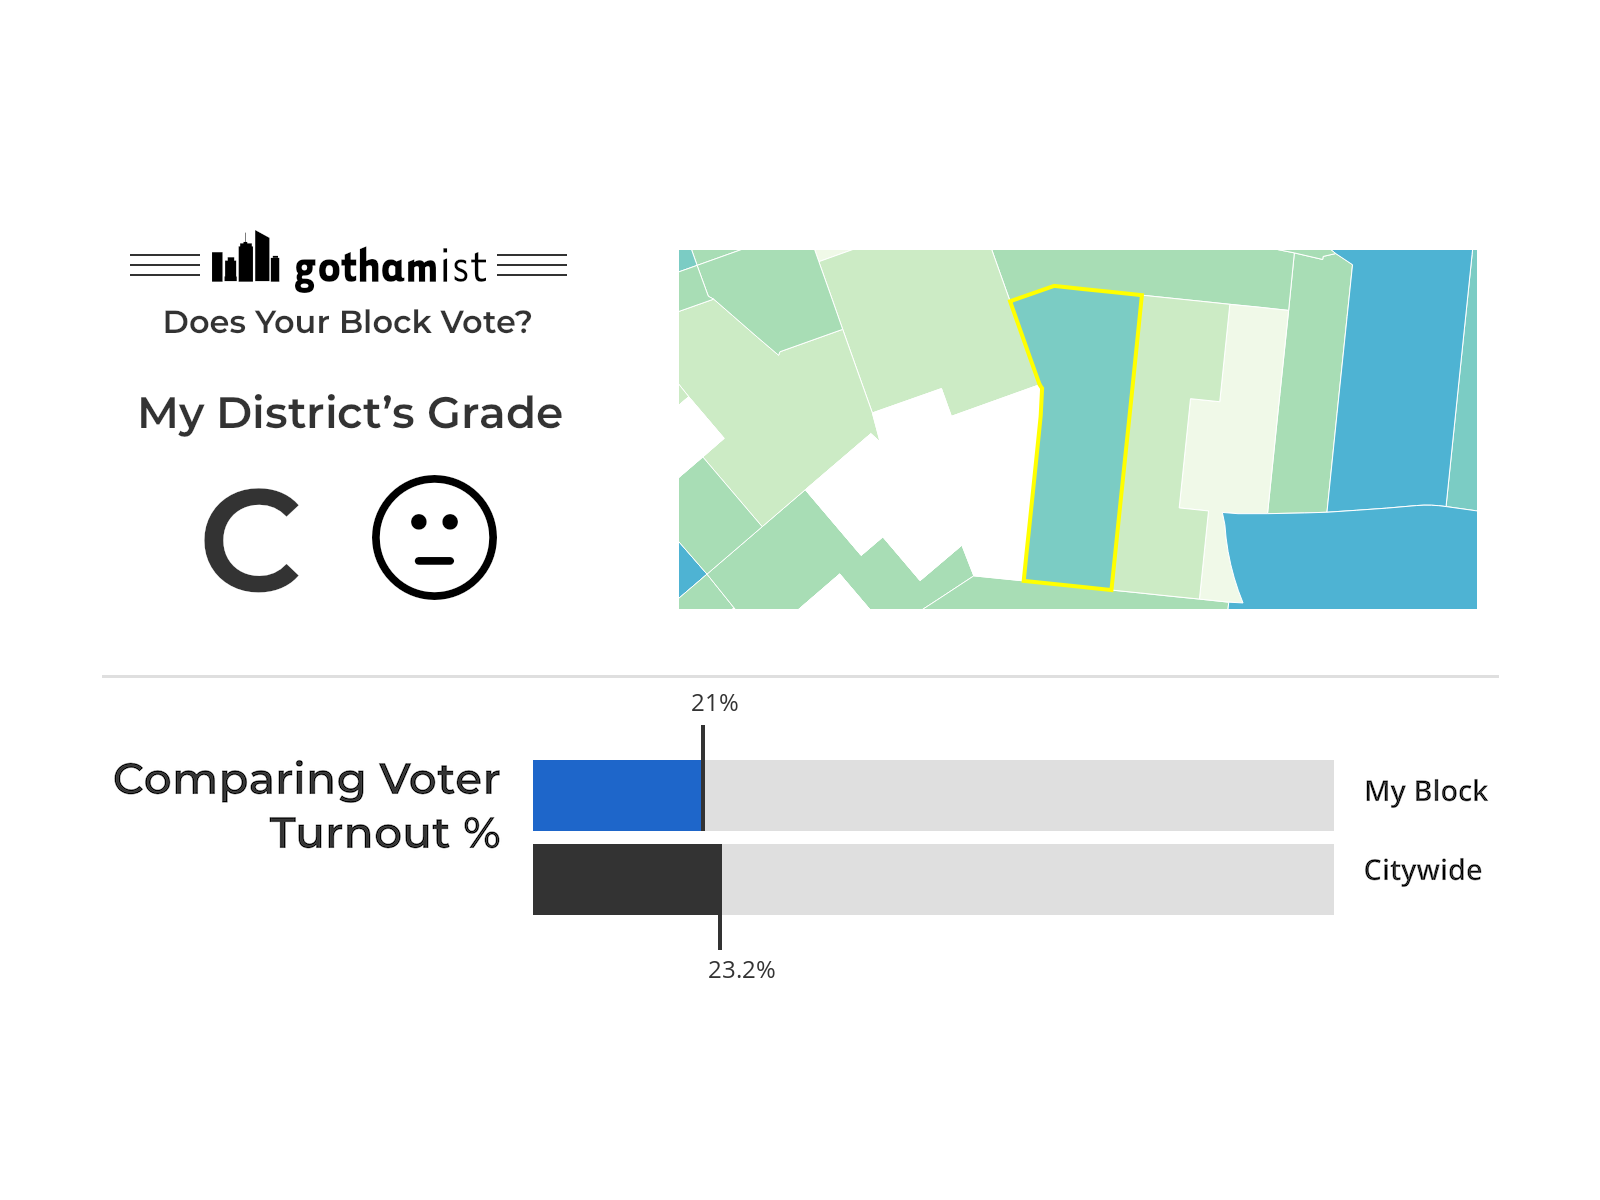 gothamist
Does Your Block Vote?
My District’s Grade
C
21%
Comparing Voter
Turnout %
My Block
Citywide
23.2%